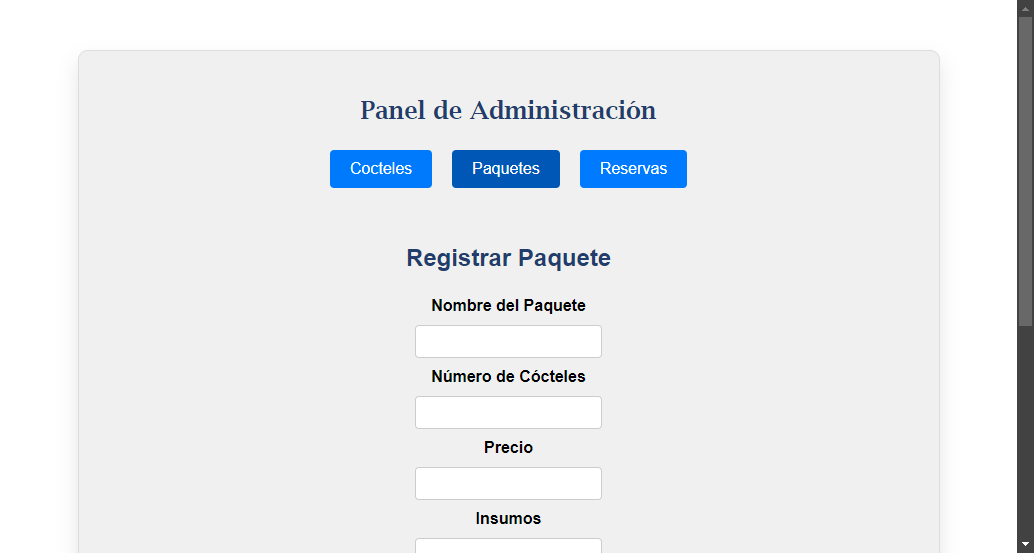 Panel de Administración
Cocteles Paquetes Reservas
Registrar Paquete
Nombre del Paquete
Número de Cócteles
Precio
Insumos